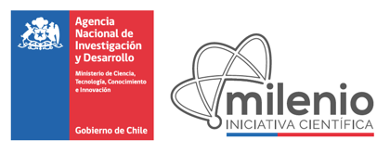 Agencia
Nacional de
Investigación
y Desarrollo
Ministerio de Ciencia,
Tecnología, Conocimiento
e Innovación
Gobierno de Chile
milenio
INICIATIVA CIENTÍFICA